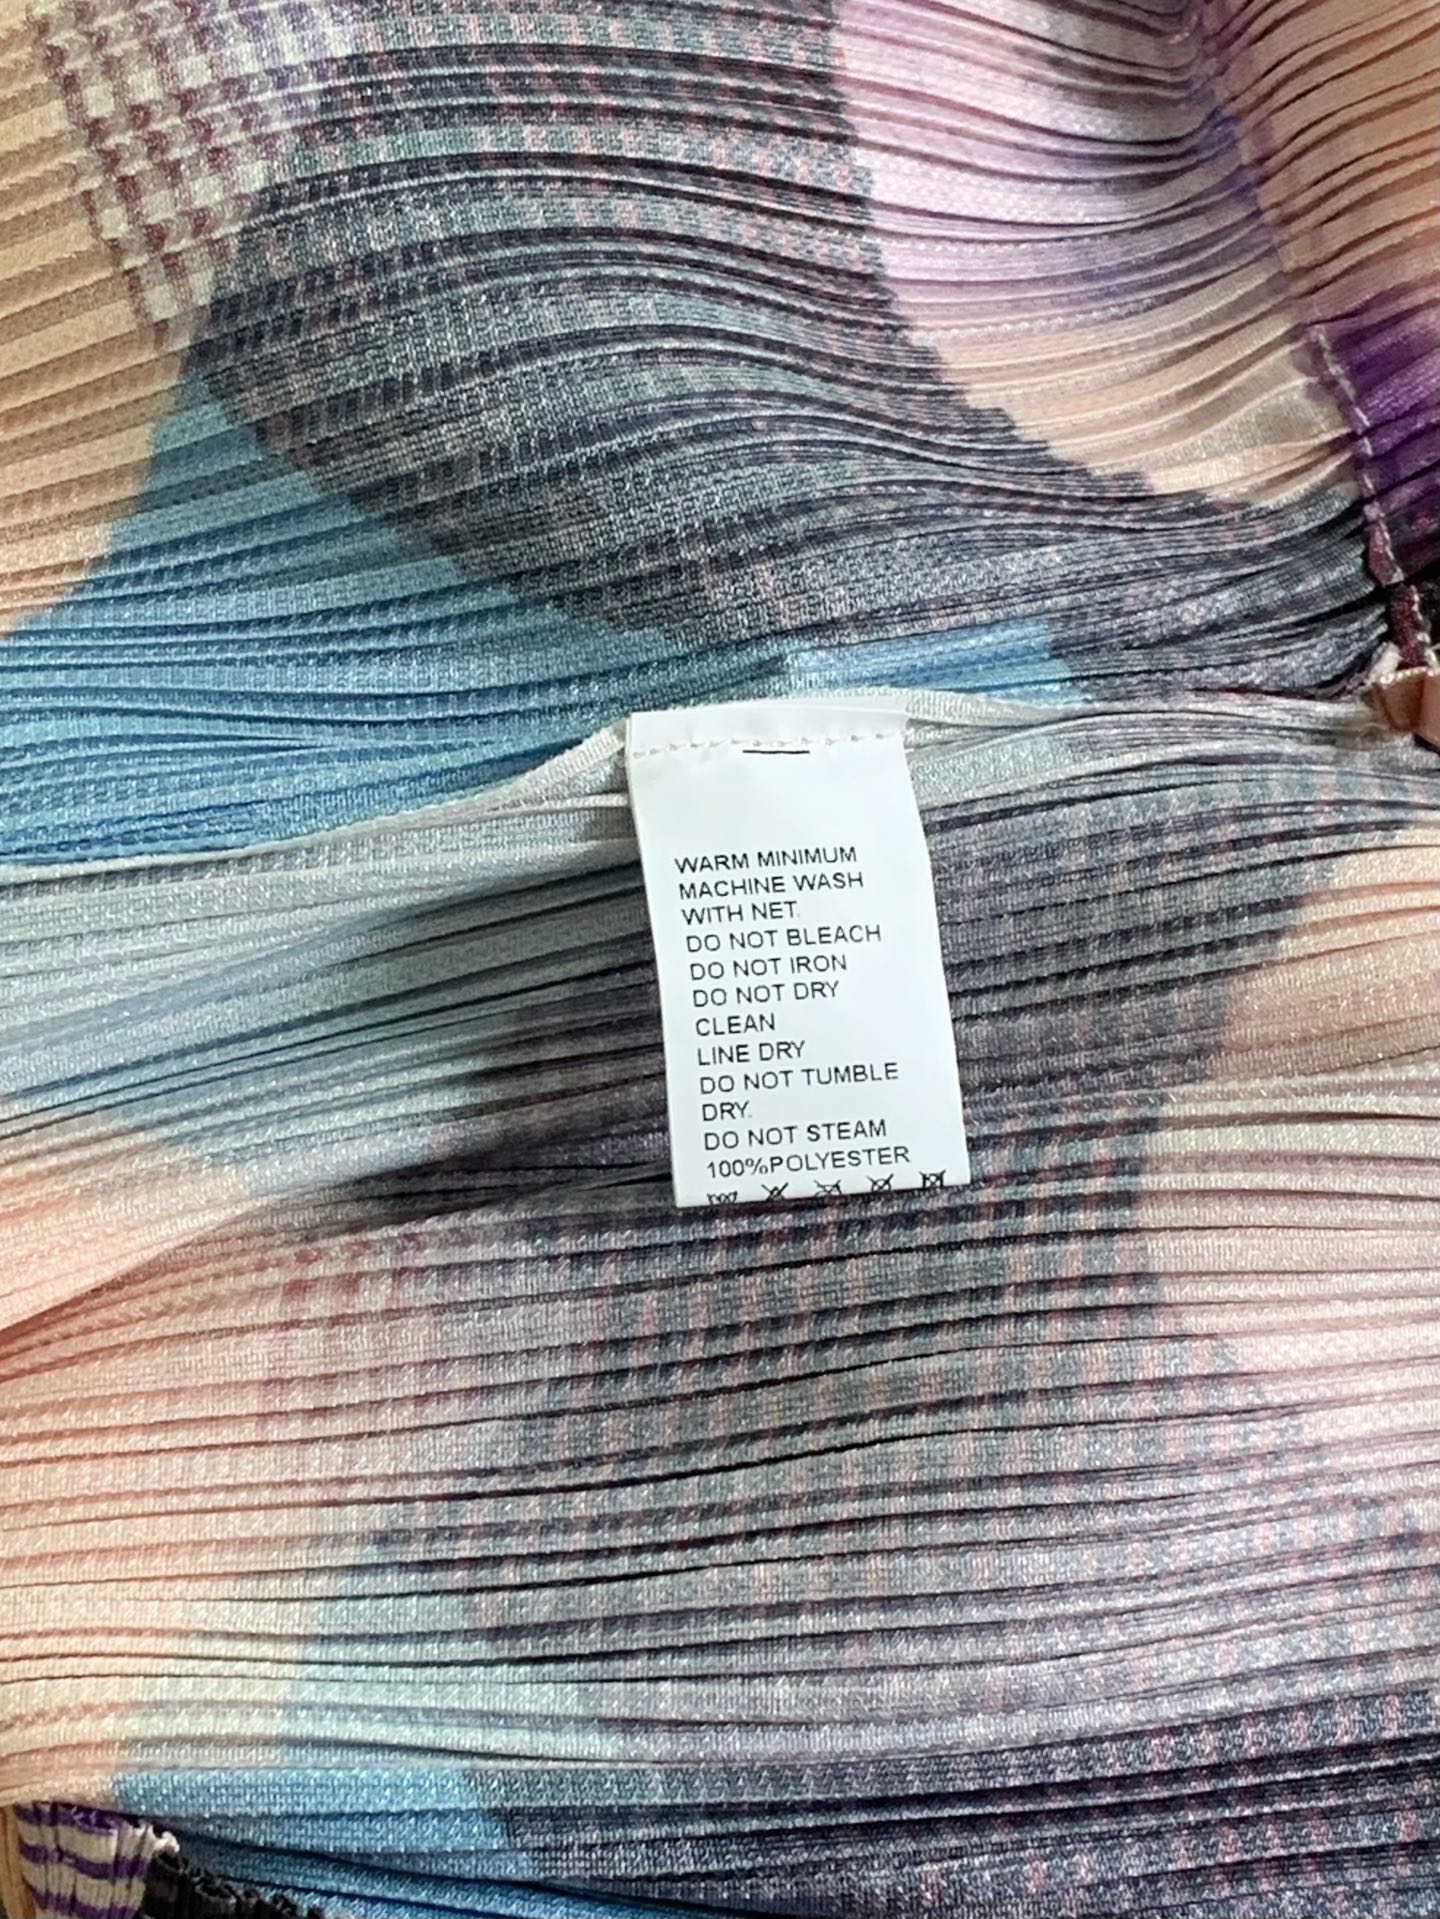 WARM MINIMUM
MACHINE WASH
WITH NET.
DO NOT BLEACH
DO NOT IRON
DO NOT DRY
CLEAN
LINE DRY
DO NOT TUMBLE
DRY.
DO NOT STEAM
100%POLYESTER